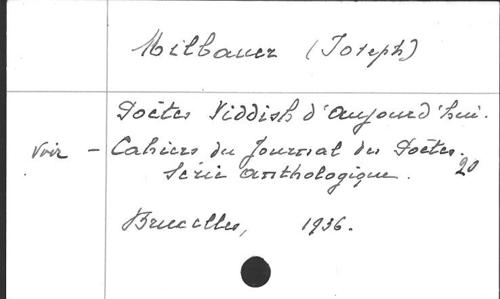 Milbauer (Joseph)
Poètes Yiddish d'aujourd'hui.
Voir - Cahiers du Journal des Poètes.
Série anthologique. 20
Bruxelles, 1936.